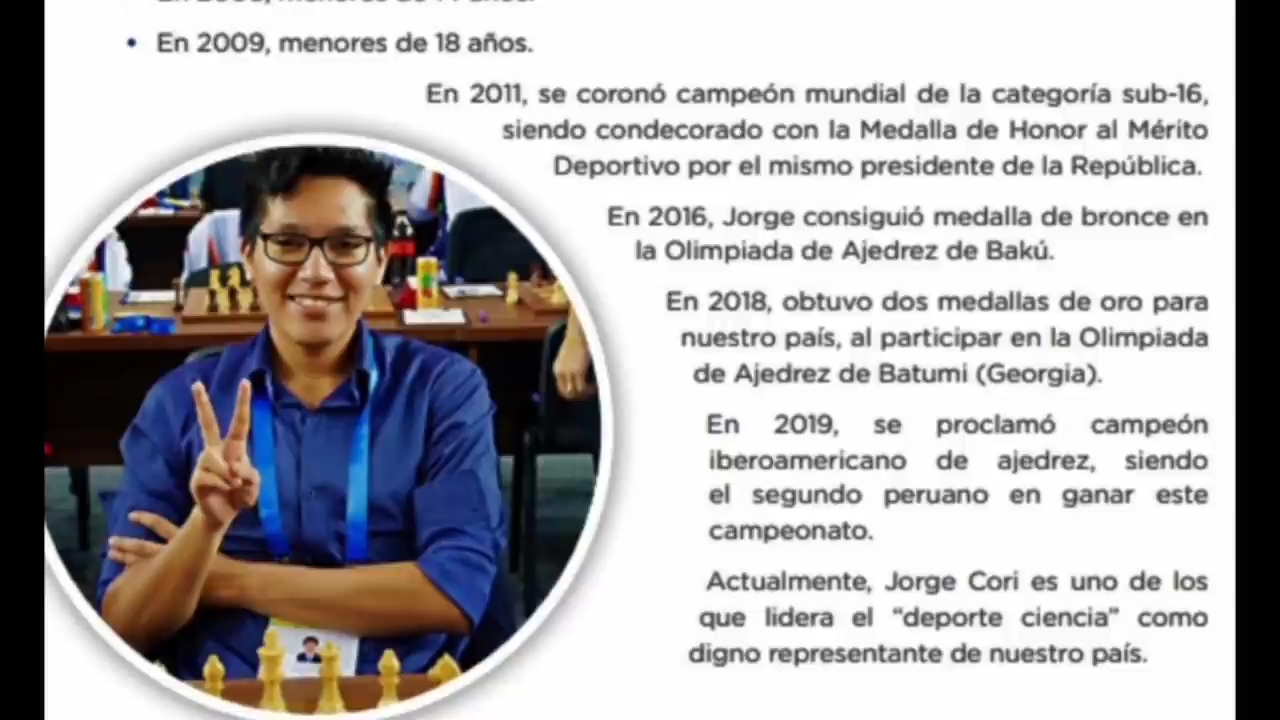 • En 2009, menores de 18 años.
En 2011, se coronó campeón mundial de la categoría sub-16,
siendo condecorado con la Medalla de Honor al Mérito
Deportivo por el mismo presidente de la República.
En 2016, Jorge consiguió medalla de bronce en
la Olimpiada de Ajedrez de Bakú.
En 2018, obtuvo dos medallas de oro para
nuestro país, al participar en la Olimpiada
de Ajedrez de Batumi (Georgia).
En 2019, se proclamó campeón
iberoamericano de ajedrez, siendo
el segundo peruano en ganar este
campeonato.
Actualmente, Jorge Cori es uno de los
que lidera el “deporte ciencia” como
digno representante de nuestro país.